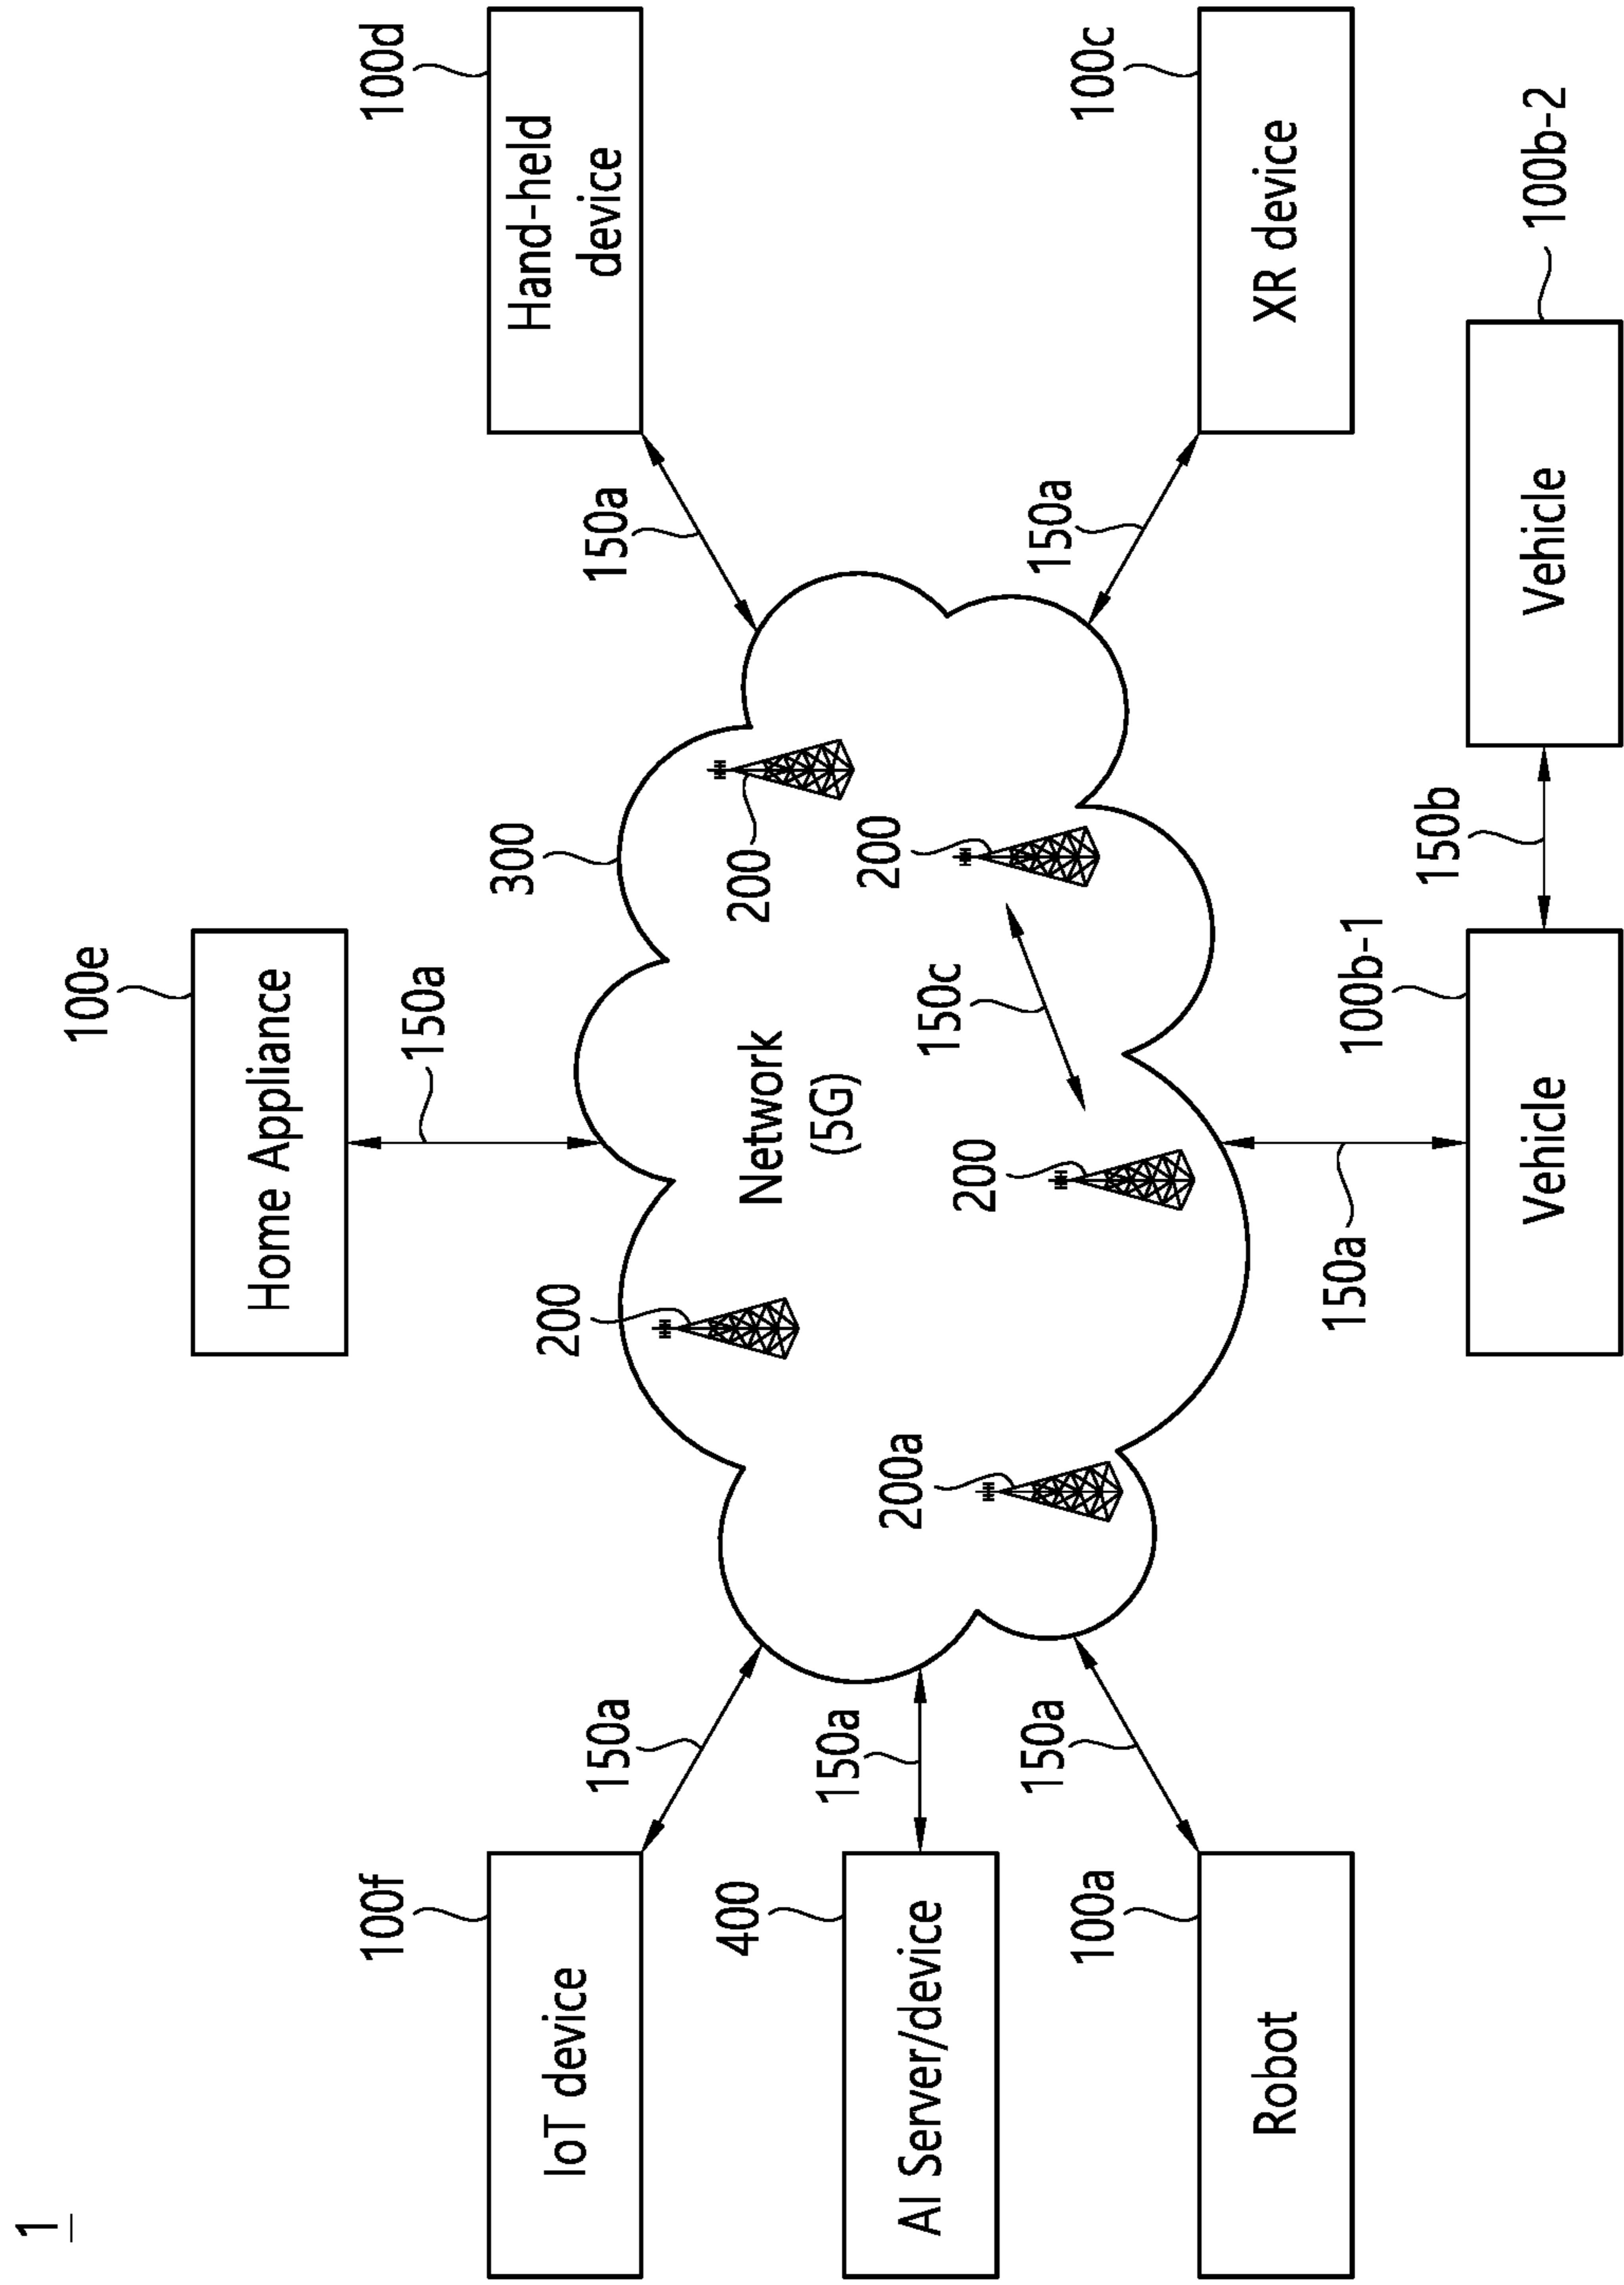 1
100e
Home Appliance
150a
100f
IoT device
150a
300
100d
Hand-held
device
150a
200
200
Network
(5G)
400
AI Server/device
150a
200a
200
150c
200
100a
Robot
150a
150a
100c
XR device
150a
100b-1
Vehicle
150b
Vehicle
100b-2